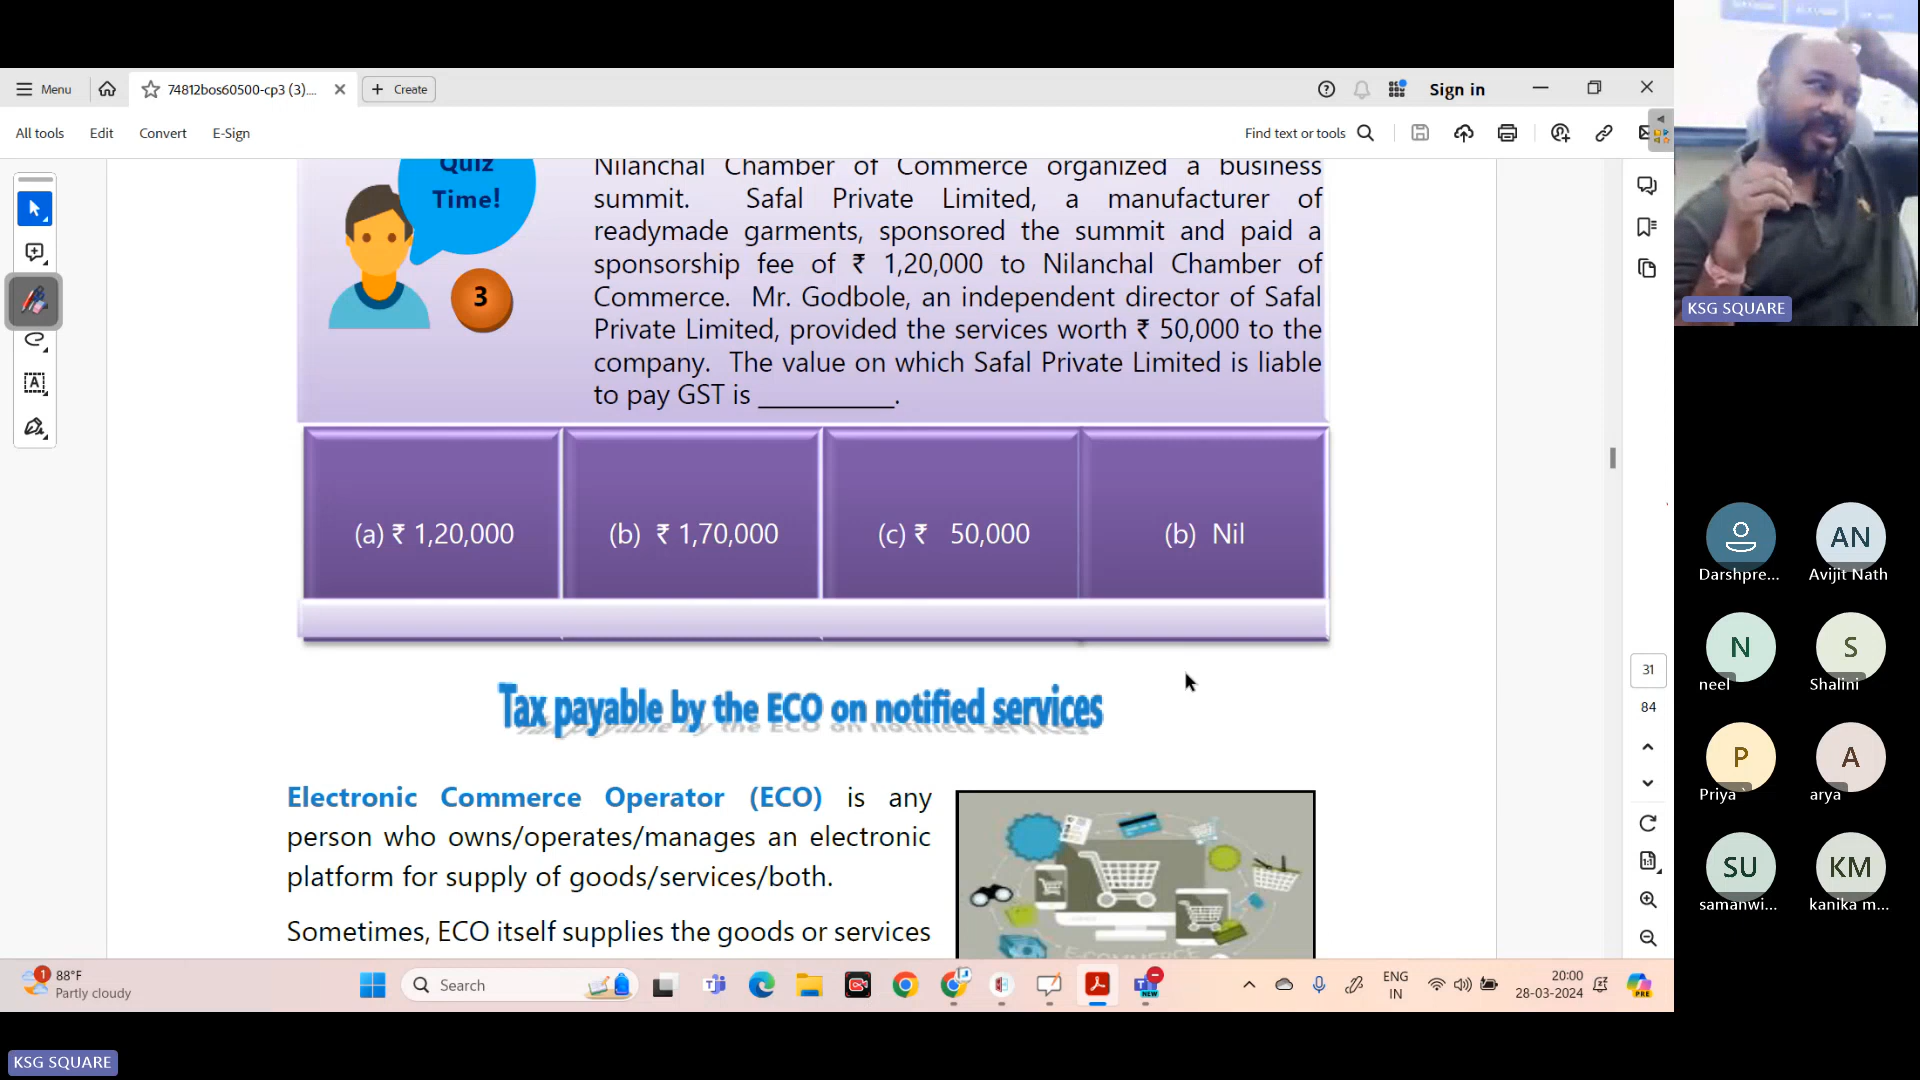 Menu
74812bos60500-cp3 (3)....
Create
Sign in
All tools
Edit
Convert
E-Sign
Find text or tools
Quiz
Time!
3
Nilanchal Chamber of Commerce organized a business
summit. Safal Private Limited, a manufacturer of
readymade garments, sponsored the summit and paid a
sponsorship fee of ₹ 1,20,000 to Nilanchal Chamber of
Commerce. Mr. Godbole, an independent director of Safal
Private Limited, provided the services worth ₹ 50,000 to the
company. The value on which Safal Private Limited is liable
to pay GST is __________.
(a) ₹ 1,20,000
(b) ₹ 1,70,000
(c) ₹ 50,000
(b) Nil
Tax payable by the ECO on notified services
Electronic Commerce Operator (ECO) is any
person who owns/operates/manages an electronic
platform for supply of goods/services/both.
Sometimes, ECO itself supplies the goods or services
E-COMMERCE
31
84
KSG SQUARE
AN
Darshpre...
Avijit Nath
N
S
neel
Shalini
P
A
Priya `
arya
SU
KM
samanwi...
kanika m...
1
88°F
Partly cloudy
Search
NEW
ENG
IN
20:00
28-03-2024
PRE
KSG SQUARE